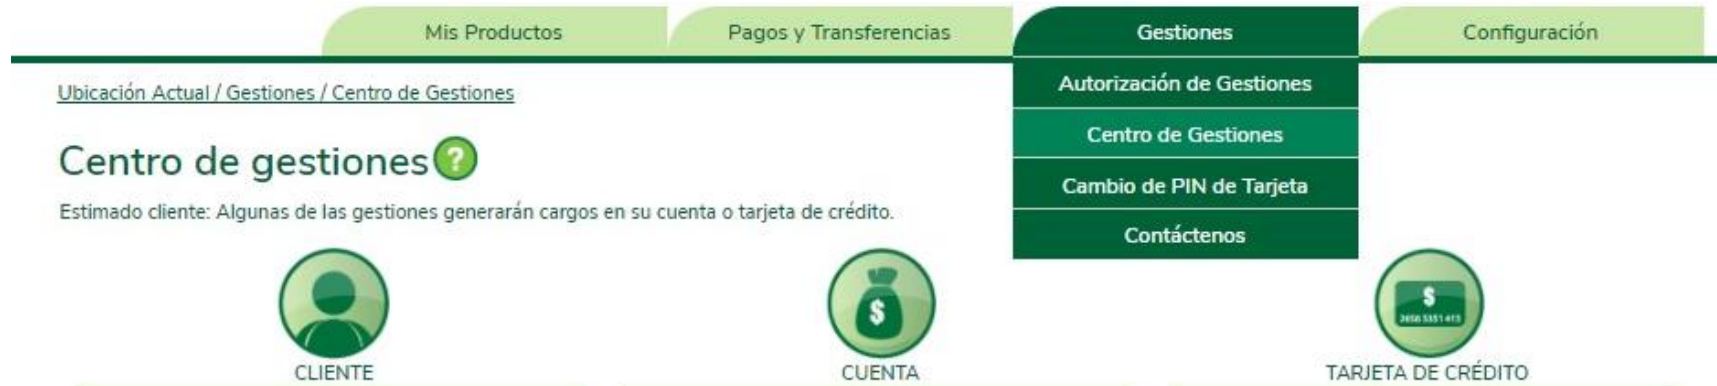 Mis Productos
Pagos y Transferencias
Gestiones
Configuración
Autorización de Gestiones
Centro de Gestiones
Cambio de PIN de Tarjeta
Contáctenos
Ubicación Actual / Gestiones / Centro de Gestiones
Centro de gestiones ?
Estimado cliente: Algunas de las gestiones generarán cargos en su cuenta o tarjeta de crédito.
CLIENTE
$
CUENTA
$
TARJETA DE CRÉDITO